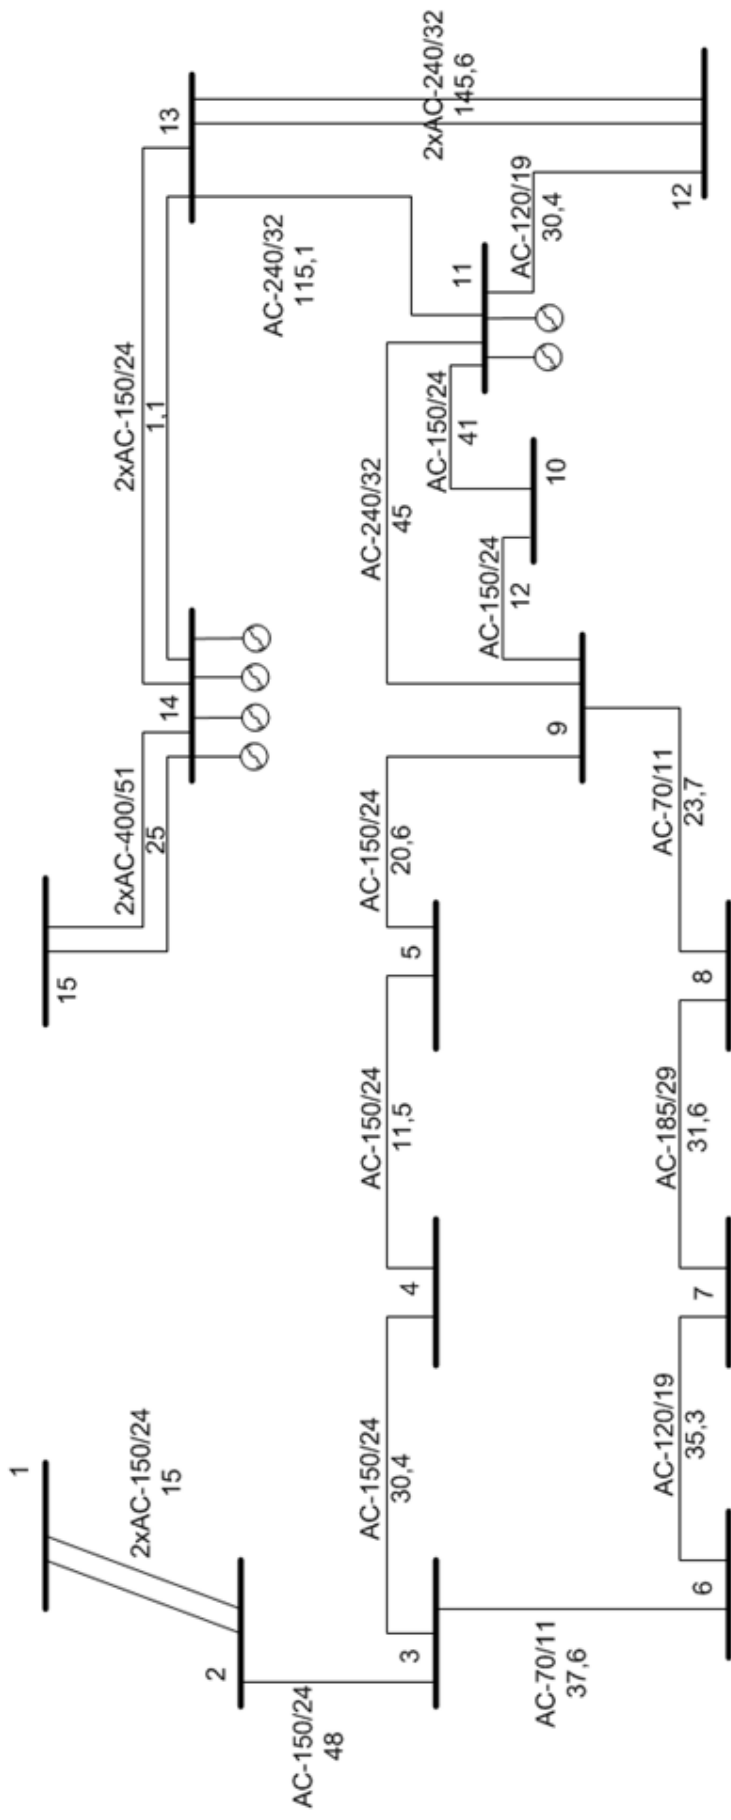 1
2xAC-150/24
15
2
AC-150/24
48
3
AC-150/24
30,4
4
AC-150/24
11,5
5
AC-150/24
20,6
9
AC-70/11
37,6
6
AC-120/19
35,3
7
AC-185/29
31,6
8
AC-70/11
23,7
AC-150/24
12
10
AC-150/24
41
AC-240/32
45
11
AC-120/19
30,4
12
2xAC-240/32
145,6
AC-240/32
115,1
13
2xAC-150/24
1,1
14
2xAC-400/51
25
15